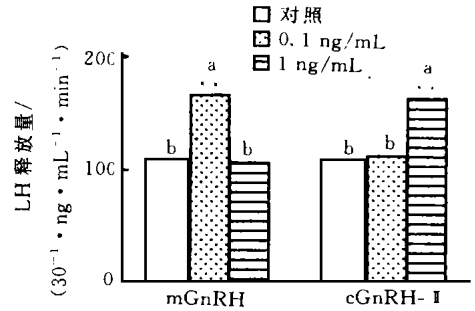 对照
0.1 ng/mL
1 ng/mL
LH 释放量/
(30⁻¹·ng·mL⁻¹·min⁻¹)
200
100
0
a
b
b
b
b
a
mGnRH
cGnRH-Ⅱ